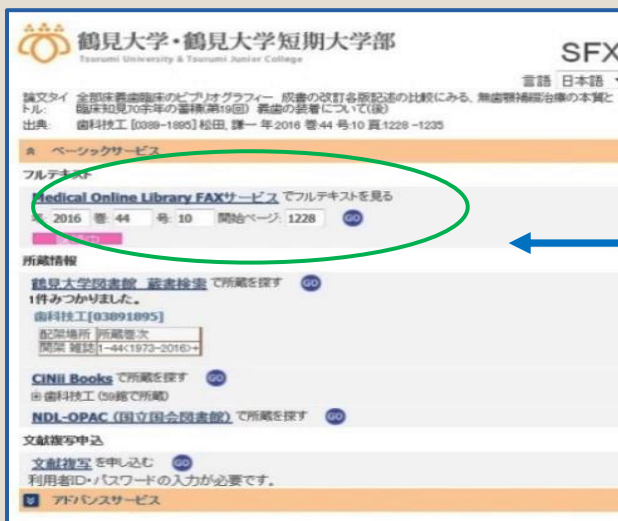 鶴見大学・鶴見大学短期大学部
Tsurumi University & Tsurumi Junior College
SFX
言語 日本語
論文タイ 全部床義歯臨床のビブリオグラフィー 成書の改訂各版記述の比較にみる、無歯顎補綴治療の本質と
トル: 臨床知見70余年の蓄積(第19回) 義歯の装着について(後)
出典: 歯科技工 [0389-1895] 松田, 謙一 年:2016 巻:44 号:10 頁:1228 -1235
ベーシックサービス
フルテキスト
Medical Online Library FAXサービス でフルテキストを見る
年: 2016 巻: 44 号: 10 開始ページ: 1228 GO
所蔵情報
鶴見大学図書館 蔵書検索 で所蔵を探す GO
1件みつかりました。
歯科技工[03891895]
配架場所 所蔵巻次
開架 雑誌 1-44<1973-2016>+
CiNii Books で所蔵を探す GO
歯科技工 (59館で所蔵)
NDL-OPAC (国立国会図書館) で所蔵を探す GO
文献複写申込
文献複写 を申し込む GO
利用者ID・パスワードの入力が必要です。
アドバンスサービス